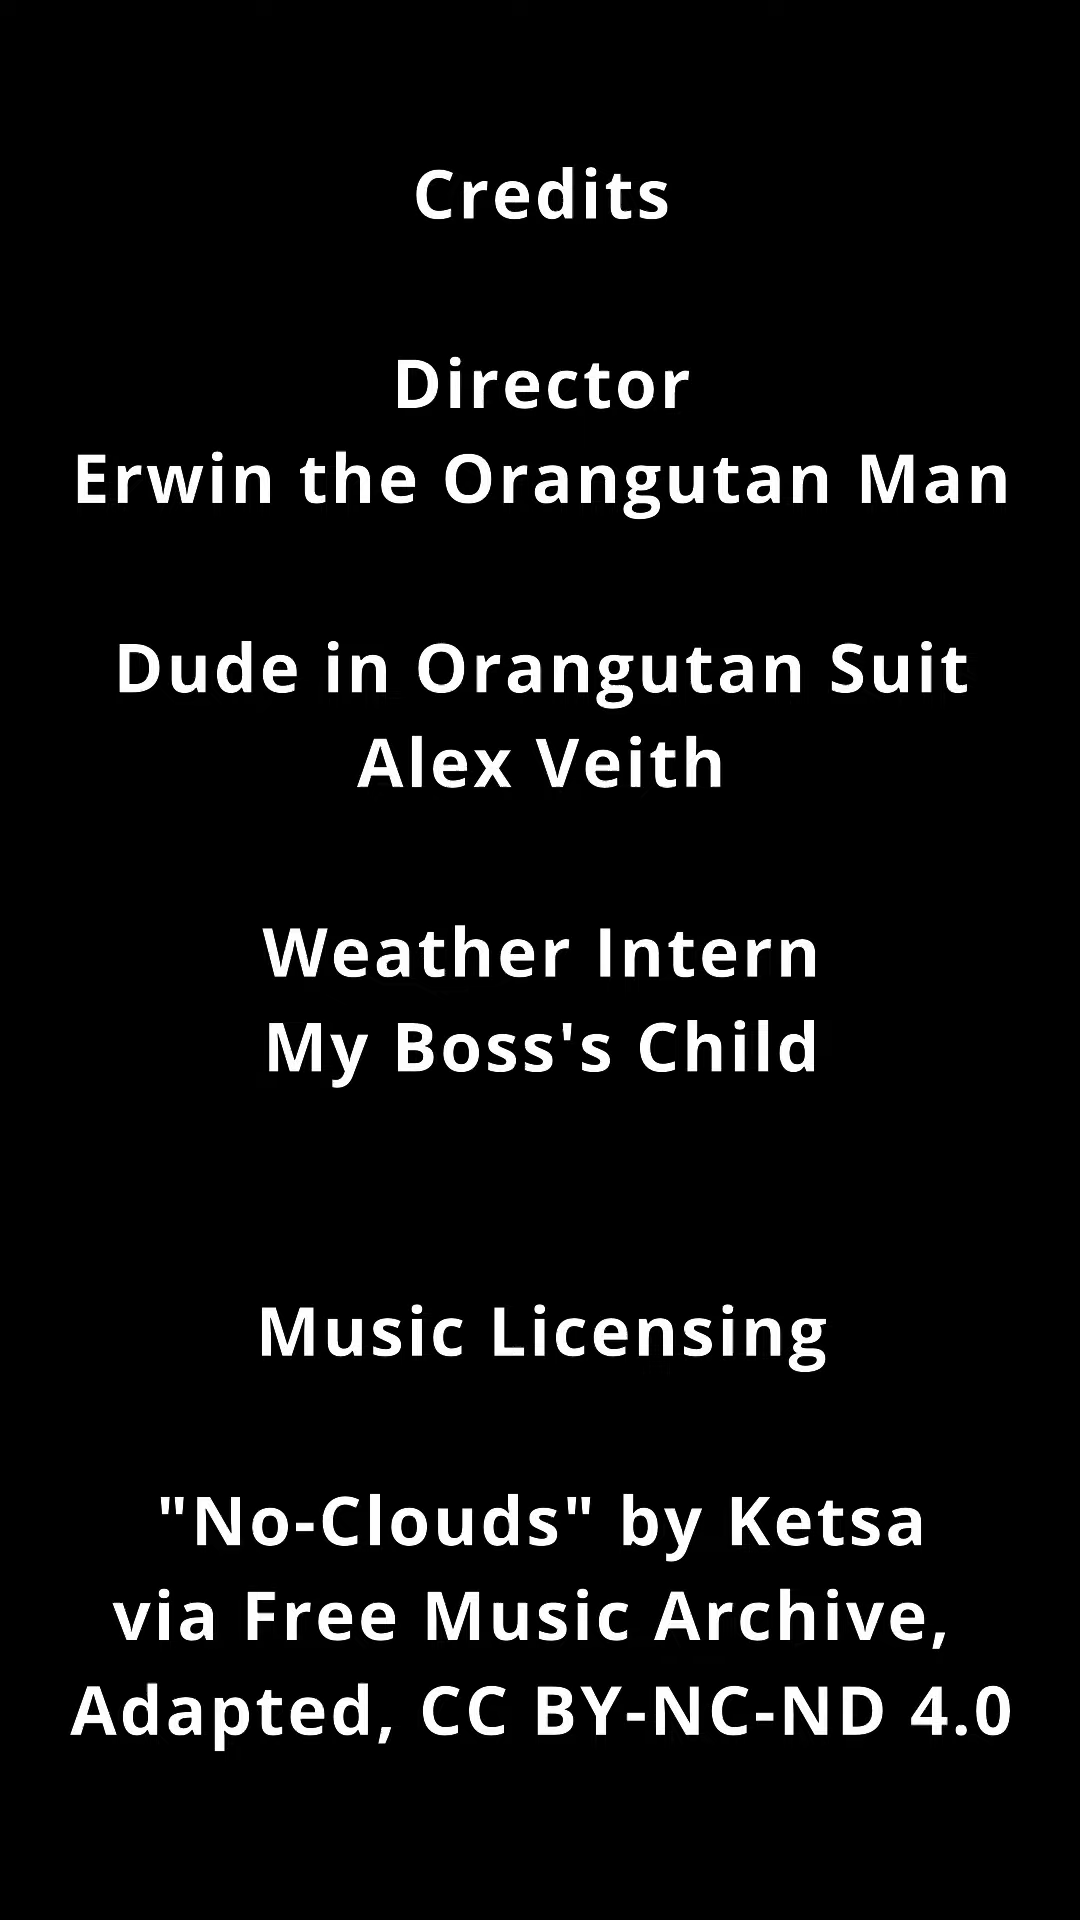 Credits
Director
Erwin the Orangutan Man
Dude in Orangutan Suit
Alex Veith
Weather Intern
My Boss's Child
Music Licensing
"No-Clouds" by Ketsa
via Free Music Archive,
Adapted, CC BY-NC-ND 4.0